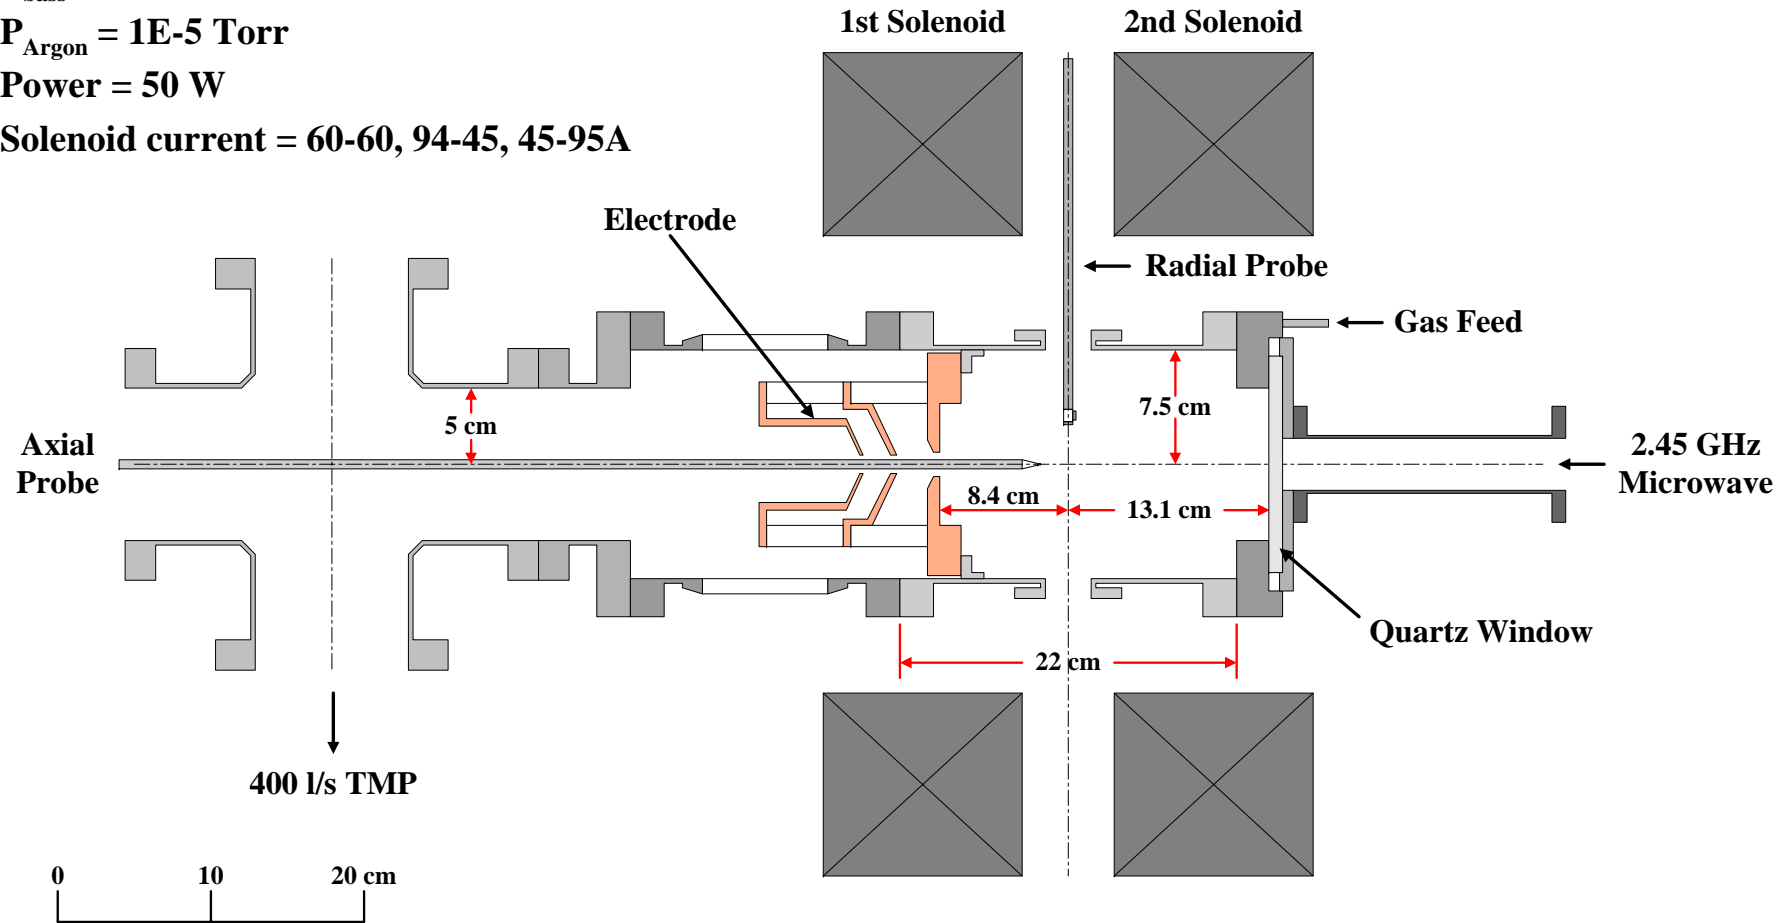 P_Argon = 1E-5 Torr
Power = 50 W
Solenoid current = 60-60, 94-45, 45-95A
1st Solenoid
2nd Solenoid
Electrode
Radial Probe
Gas Feed
5 cm
7.5 cm
Axial
Probe
2.45 GHz
Microwave
8.4 cm
13.1 cm
Quartz Window
22 cm
400 l/s TMP
0
10
20 cm